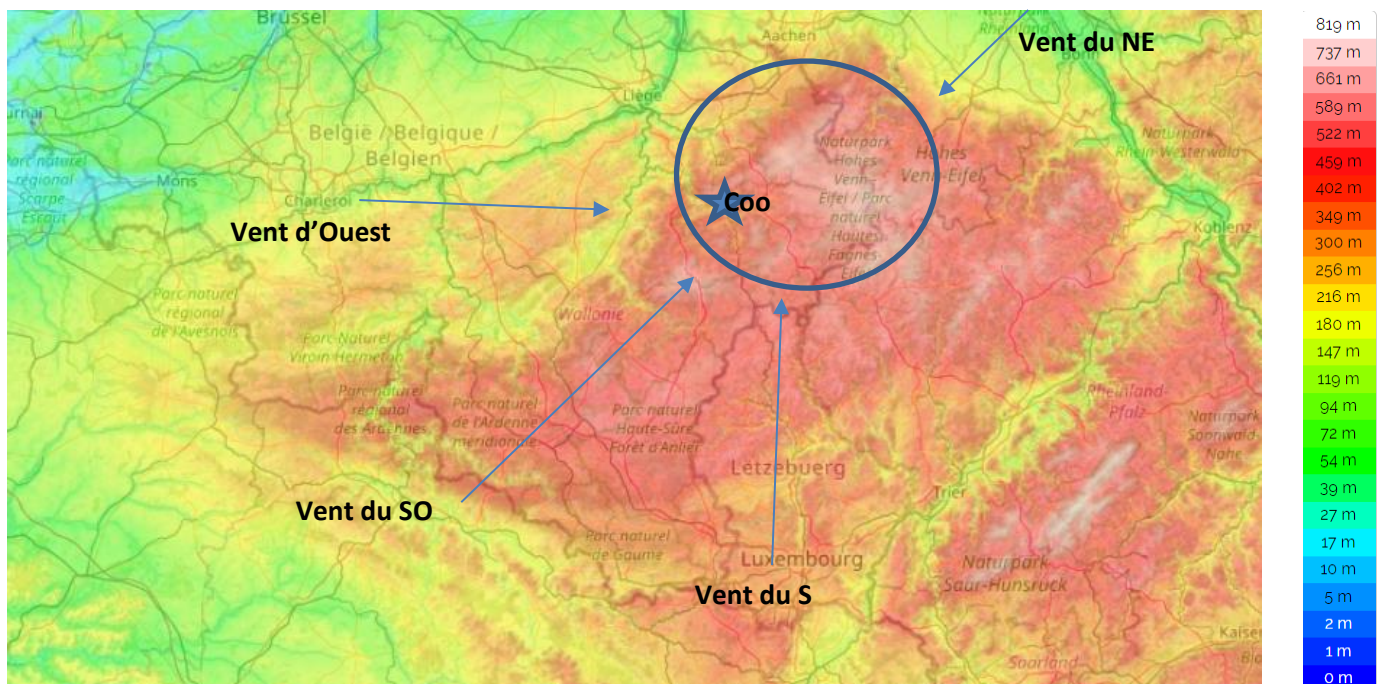 Brussel
Aachen
Naturpark
Rheinland
Vent du NE
Bonn
Liège
België / Belgique /
Belgien
urnai
Parc naturel
régional
Scarpe
Escaut
Mons
Charleroi
Vent d'Ouest
Coo
Naturpark
Hohes
Venn-
Eifel / Parc
naturel
Hautes
Fagnes
Eifel
Hohes
Venn-Eifel
Naturpark
Rhein-Westerwald
Koblenz
Parc naturel
régional
de l'Avesnois
Parc Naturel
Viroin Hermeton
Wallonie
Parc naturel
régional
des Ardennes
Parc naturel
de l'Ardenne
méridionale
Parc naturel
Haute-Sûre
Forêt d'Anlier
Rheinland-
Pfalz
Naturpark
Soonwald-
Nahe
Lëtzebuerg
Trier
Vent du SO
Parc naturel
de Gaume
Luxembourg
Naturpark
Saar-Hunsrück
Vent du S
Kaiser
Saarland
819 m
737 m
661 m
589 m
522 m
459 m
402 m
349 m
300 m
256 m
216 m
180 m
147 m
119 m
94 m
72 m
54 m
39 m
27 m
17 m
10 m
5 m
2 m
1 m
0 m